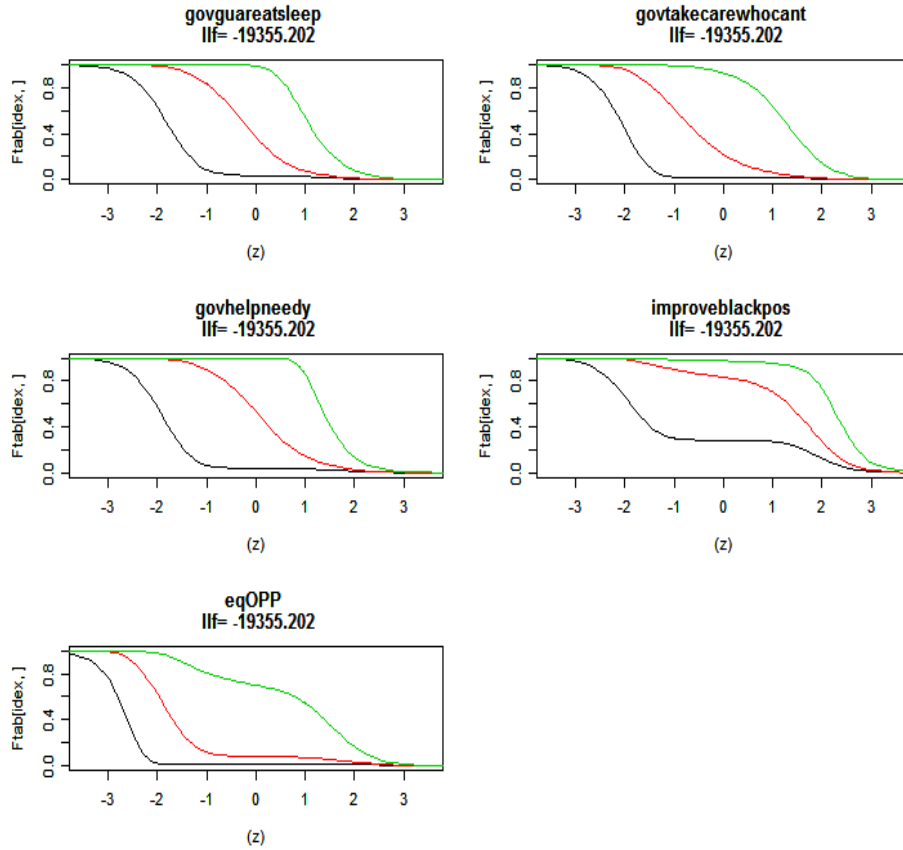 govguareatsleep
llf= -19355.202
Ftab[idex, ]
0.0 0.4 0.8
-3 -2 -1 0 1 2 3
(z)
govtakecarewhocant
llf= -19355.202
Ftab[idex, ]
0.0 0.4 0.8
-3 -2 -1 0 1 2 3
(z)
govhelpneedy
llf= -19355.202
Ftab[idex, ]
0.0 0.4 0.8
-3 -2 -1 0 1 2 3
(z)
improveblackpos
llf= -19355.202
Ftab[idex, ]
0.0 0.4 0.8
-3 -2 -1 0 1 2 3
(z)
eqOPP
llf= -19355.202
Ftab[idex, ]
0.0 0.4 0.8
-3 -2 -1 0 1 2 3
(z)